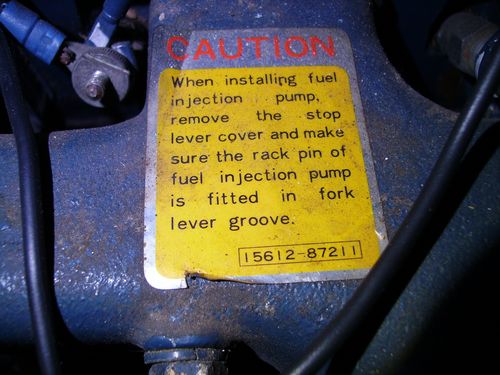 CAUTION
When installing fuel
injection pump,
remove the stop
lever cover and make
sure the rack pin of
fuel injection pump
is fitted in fork
lever groove.
15612-87211